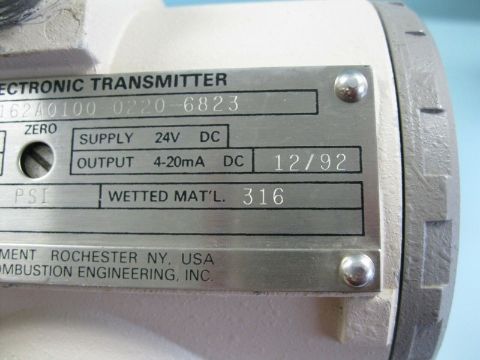 ECTRONIC TRANSMITTER
162A0100 0220-6823
ZERO
SUPPLY 24V DC
OUTPUT 4-20mA DC 12/92
PSI WETTED MAT'L. 316
MENT ROCHESTER NY, USA
OMBUSTION ENGINEERING, INC.